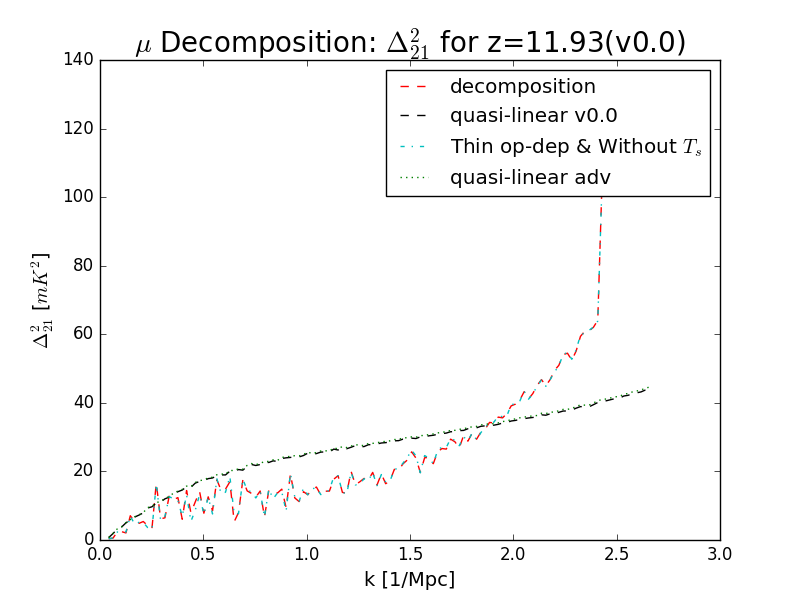 μ Decomposition: Δ²₂₁ for z=11.93(v0.0)
decomposition
quasi-linear v0.0
Thin op-dep & Without Tₛ
quasi-linear adv
140
120
100
80
60
40
20
0
Δ²₂₁ [mK²]
0.0 0.5 1.0 1.5 2.0 2.5 3.0
k [1/Mpc]